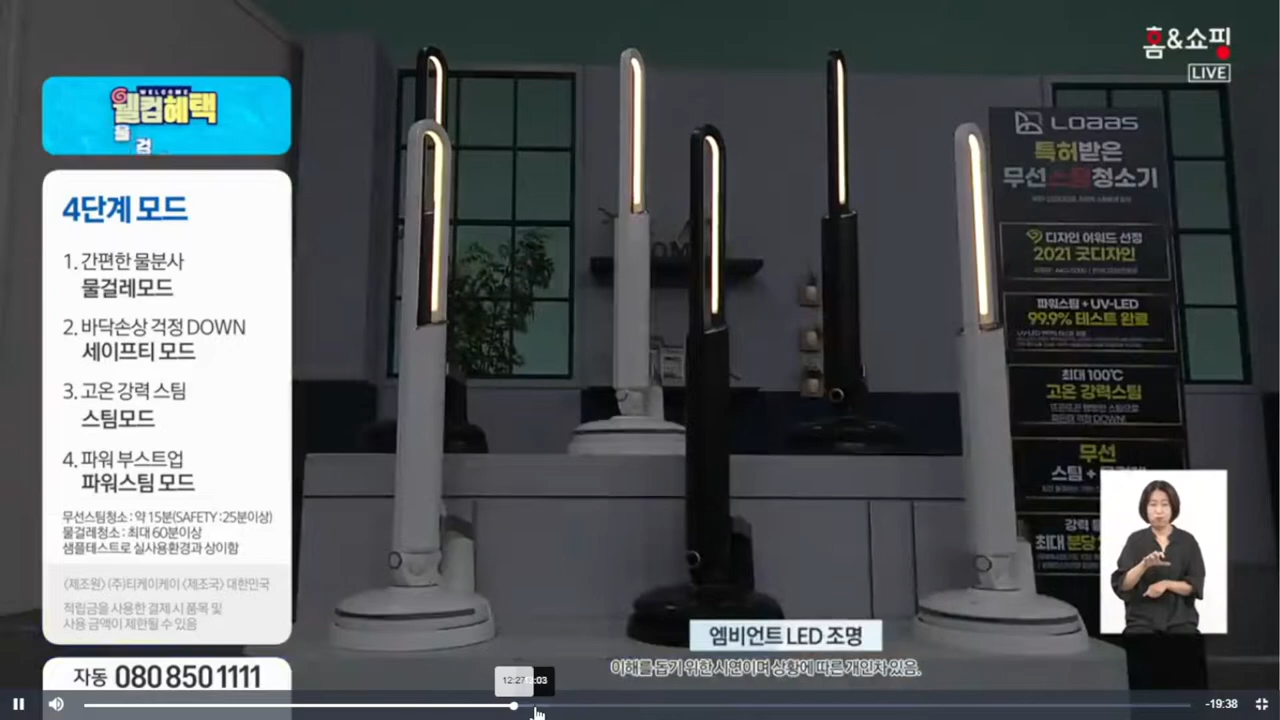 홈&쇼핑
LIVE
WELCOME
웰컴혜택
4단계 모드
1. 간편한 물분사
물걸레모드
2. 바닥손상 걱정 DOWN
세이프티 모드
3. 고온 강력 스팀
스팀모드
4. 파워 부스트업
파워스팀 모드
무선스팀청소 : 약 15분(SAFETY :25분이상)
물걸레청소 : 최대 60분이상
샘플테스트로 실사용환경과 상이함
<제조원> (주)티케이케이 <제조국> 대한민국
적립금을 사용한 결제 시 품목 및
사용 금액이 제한될 수 있음
자동 080 850 1111
LOAAS
특허받은
무선스팀청소기
디자인 어워드 선정
2021 굿디자인
파워스팀 + UV-LED
99.9% 테스트 완료
최대 100℃
고온 강력스팀
무선
스팀 +
강력
최대 분당
엠비언트 LED 조명
이해를 돕기 위한 시연이며 상황에 따른 개인차 있음.
12:27
:03
-19:38